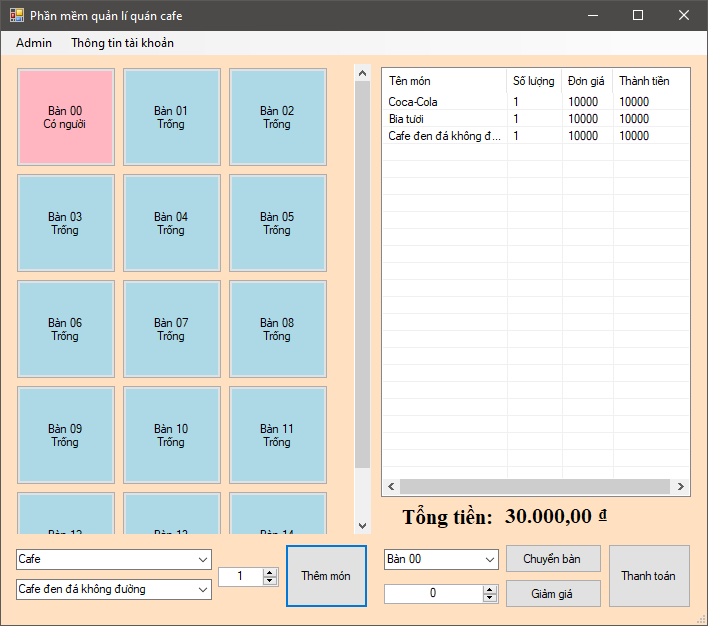 Phần mềm quản lí quán cafe
Admin Thông tin tài khoản
Bàn 00
Có người
Bàn 01
Trống
Bàn 02
Trống
Bàn 03
Trống
Bàn 04
Trống
Bàn 05
Trống
Bàn 06
Trống
Bàn 07
Trống
Bàn 08
Trống
Bàn 09
Trống
Bàn 10
Trống
Bàn 11
Trống
Bàn 12
Bàn 13
Bàn 14
Tên món Số lượng Đơn giá Thành tiền
Coca-Cola 1 10000 10000
Bia tươi 1 10000 10000
Cafe đen đá không đ... 1 10000 10000
Tổng tiền: 30.000,00 ₫
Cafe
Cafe đen đá không đường
1
Thêm món
Bàn 00
0
Chuyển bàn
Giảm giá
Thanh toán